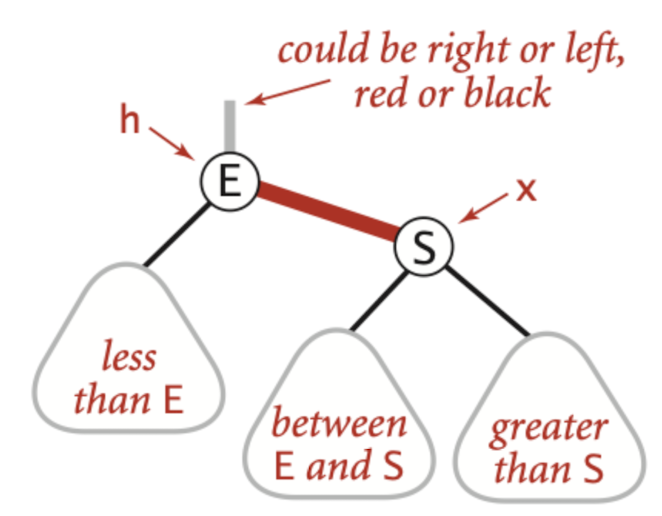 could be right or left,
red or black
h
E
x
S
less
than E
between
E and S
greater
than S